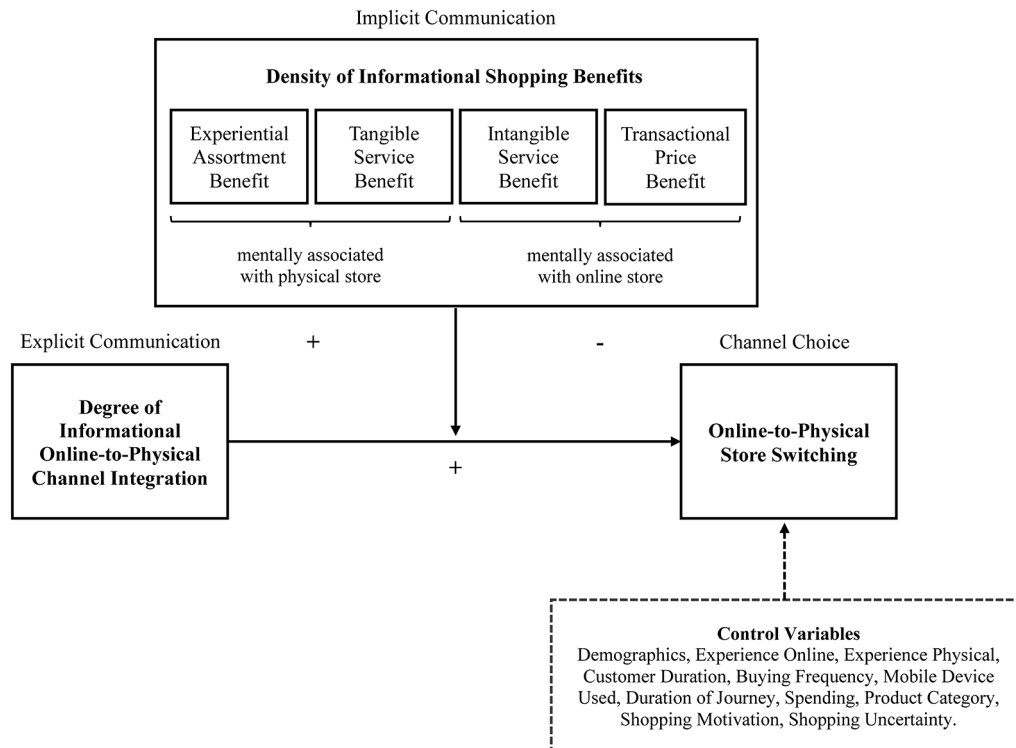 Implicit Communication
Density of Informational Shopping Benefits
Experiential
Assortment
Benefit
Tangible
Service
Benefit
Intangible
Service
Benefit
Transactional
Price
Benefit
mentally associated
with physical store
mentally associated
with online store
Explicit Communication
+
-
Channel Choice
Degree of
Informational
Online-to-Physical
Channel Integration
+
Online-to-Physical
Store Switching
Control Variables
Demographics, Experience Online, Experience Physical,
Customer Duration, Buying Frequency, Mobile Device
Used, Duration of Journey, Spending, Product Category,
Shopping Motivation, Shopping Uncertainty.